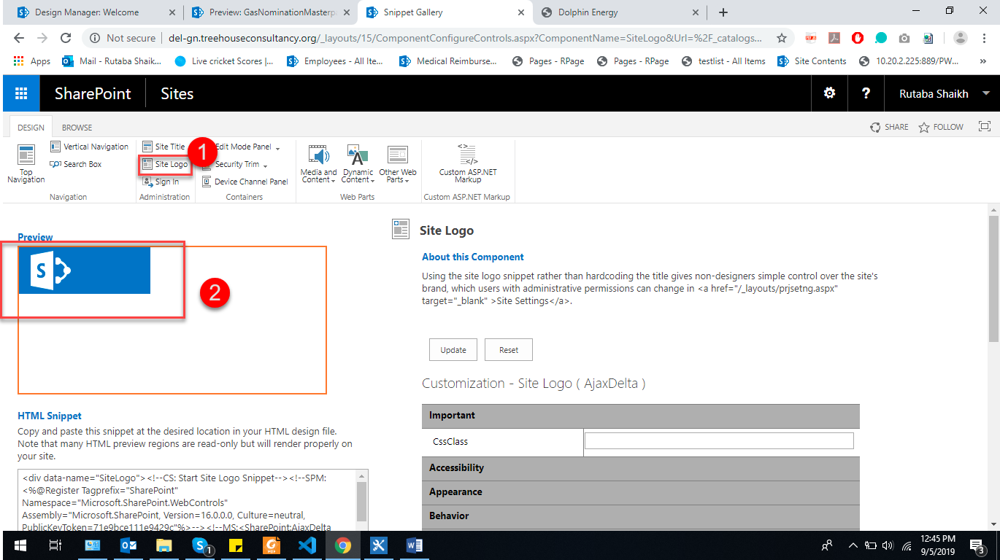 Design Manager: Welcome
Preview: GasNominationMasterp
Snippet Gallery
Dolphin Energy
Not secure
del-gn.treehouseconsultancy.org/_layouts/15/ComponentConfigureControls.aspx?ComponentName=SiteLogo&Url=%2F_catalogs...
Apps
Mail - Rutaba Shaik...
Live cricket Scores |...
Employees - All Ite...
Medical Reimburse...
Pages - RPage
Pages - RPage
testlist - All Items
Site Contents
10.20.2.225:889/PW...
»
SharePoint
Sites
?
Rutaba Shaikh
DESIGN
BROWSE
SHARE
FOLLOW
Top
Navigation
Vertical Navigation
Search Box
Navigation
Site Title
Site Logo
Sign In
Administration
1
Edit Mode Panel
Security Trim
Device Channel Panel
Containers
Media and
Content
Dynamic
Content
Other Web
Parts
Web Parts
Custom ASP.NET
Markup
Custom ASP.NET Markup
Preview
S
2
Site Logo
About this Component
Using the site logo snippet rather than hardcoding the title gives non-designers simple control over the site's
brand, which users with administrative permissions can change in <a href="/_layouts/prjsetng.aspx"
target="_blank" >Site Settings</a>.
Update
Reset
Customization - Site Logo ( AjaxDelta )
Important
CssClass
Accessibility
Appearance
Behavior
HTML Snippet
Copy and paste this snippet at the desired location in your HTML design file.
Note that many HTML preview regions are read-only but will render properly on
your site.
<div data-name="SiteLogo"><!--CS: Start Site Logo Snippet--><!--SPM:
<%@Register Tagprefix="SharePoint"
Namespace="Microsoft.SharePoint.WebControls"
Assembly="Microsoft.SharePoint, Version=16.0.0.0, Culture=neutral,
PublicKeyToken=71e9bce111e9429c"%>--><!--MS:<SharePoint:AjaxDelta
1
12:45 PM
9/5/2019
3